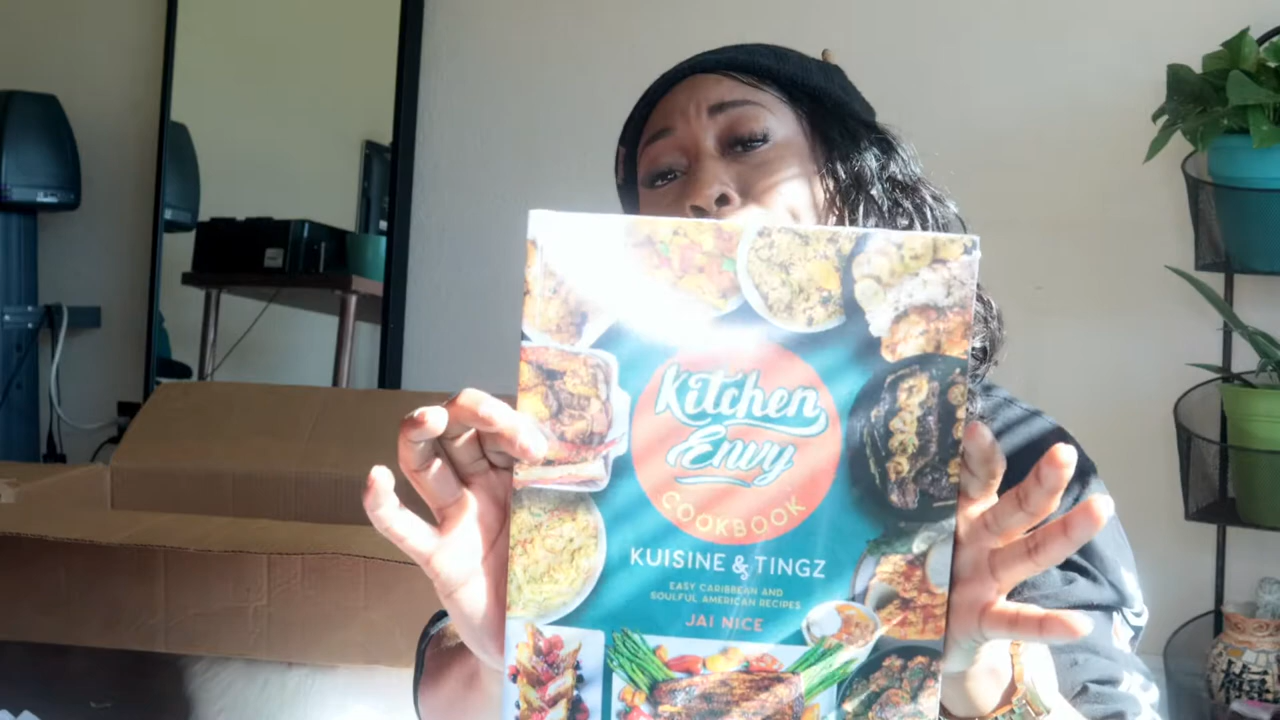 Kitchen
Envy
COOKBOOK
KUISINE & TINGZ
EASY CARIBBEAN AND
SOULFUL AMERICAN RECIPES
JAI NICE